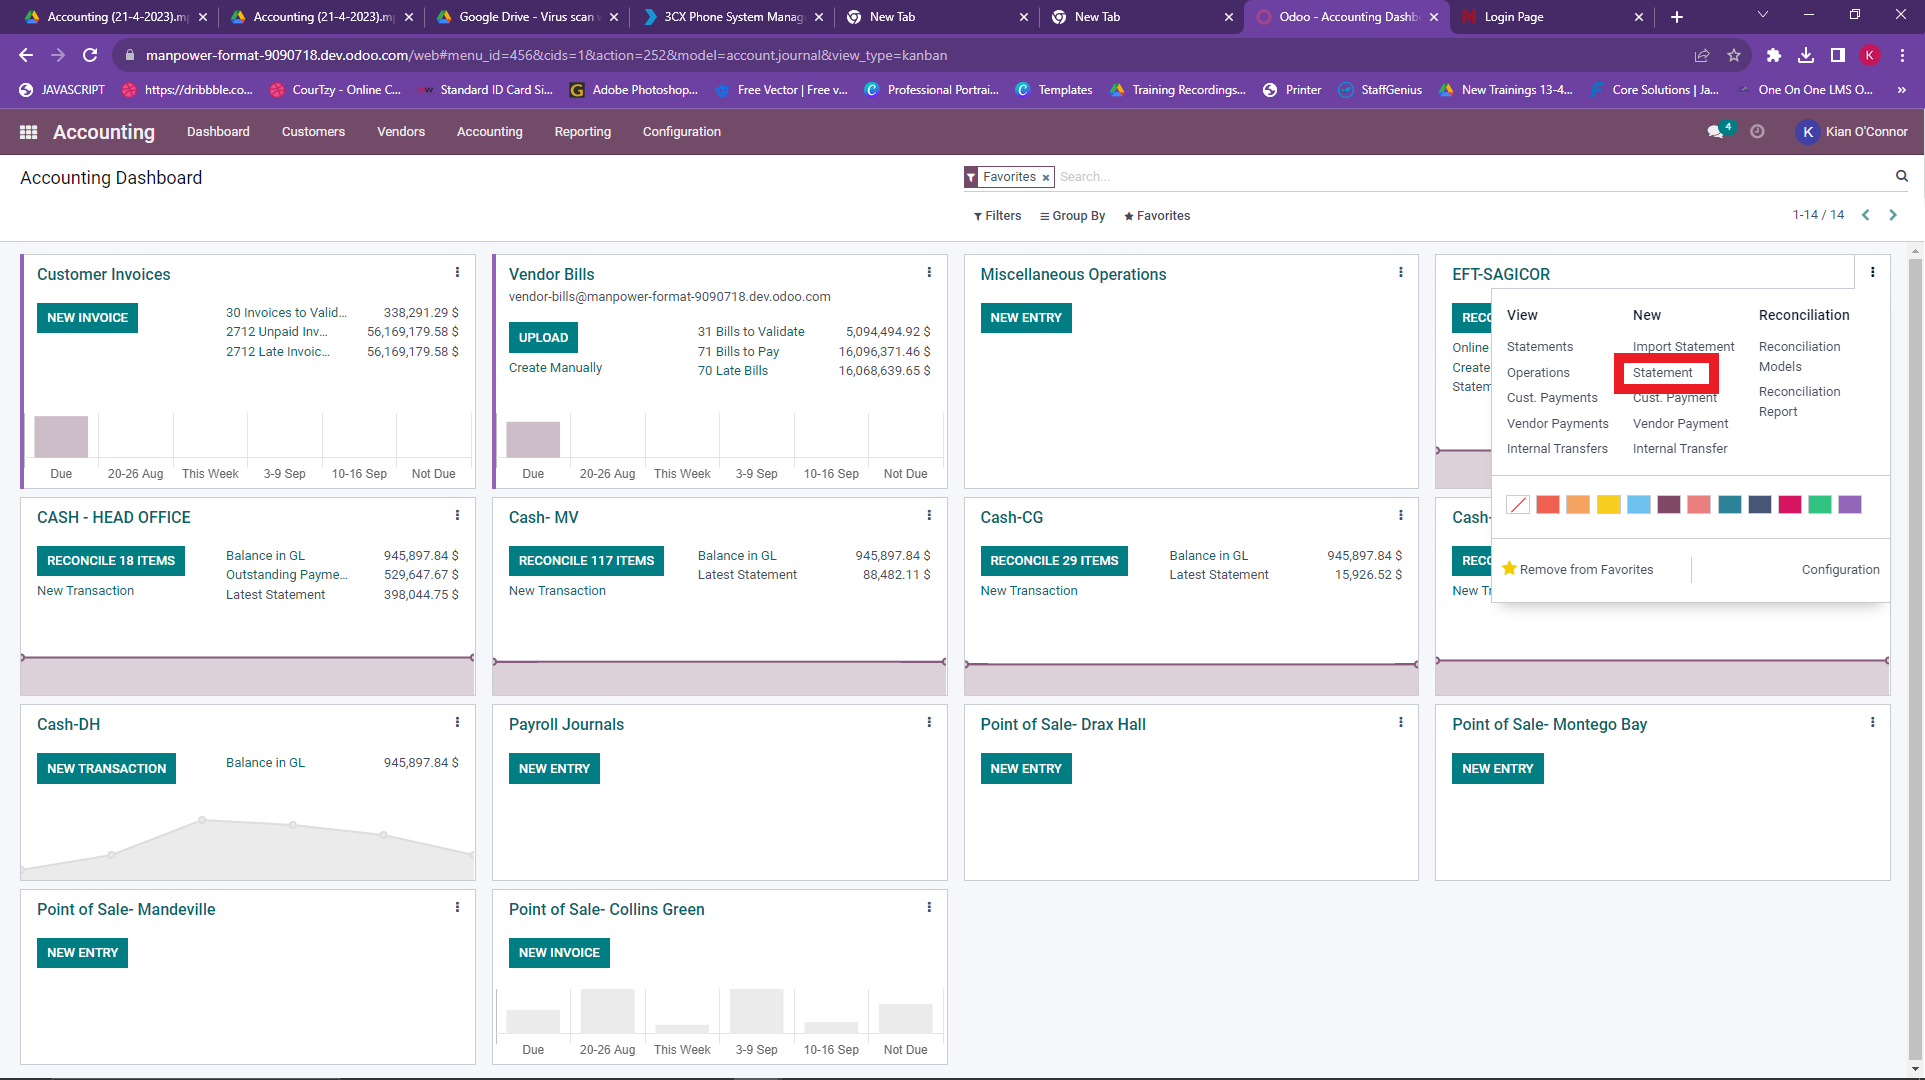 Accounting (21-4-2023).m
Accounting (21-4-2023).m
Google Drive - Virus scan
3CX Phone System Manag
New Tab
New Tab
Odoo - Accounting Dashb
Login Page
manpower-format-9090718.dev.odoo.com/web#menu_id=456&cids=1&action=252&model=account.journal&view_type=kanban
K
JAVASCRIPT
https://dribbble.co...
CourTzy - Online C...
Standard ID Card Si...
Adobe Photoshop...
Free Vector | Free v...
Professional Portrai...
Templates
Training Recordings...
Printer
StaffGenius
New Trainings 13-4...
Core Solutions | Ja...
One On One LMS O...
»
Accounting
Dashboard
Customers
Vendors
Accounting
Reporting
Configuration
4
K
Kian O'Connor
Accounting Dashboard
Favorites
Search...
Filters
Group By
Favorites
1-14 / 14
Customer Invoices
NEW INVOICE
30 Invoices to Valid... 338,291.29 $
2712 Unpaid Inv... 56,169,179.58 $
2712 Late Invoic... 56,169,179.58 $
Due 20-26 Aug This Week 3-9 Sep 10-16 Sep Not Due
Vendor Bills
vendor-bills@manpower-format-9090718.dev.odoo.com
UPLOAD
Create Manually
31 Bills to Validate 5,094,494.92 $
71 Bills to Pay 16,096,371.46 $
70 Late Bills 16,068,639.65 $
Due 20-26 Aug This Week 3-9 Sep 10-16 Sep Not Due
Miscellaneous Operations
NEW ENTRY
EFT-SAGICOR
RECO
Online
Create
Statem
View
Statements
Operations
Cust. Payments
Vendor Payments
Internal Transfers
New
Import Statement
Statement
Cust. Payment
Vendor Payment
Internal Transfer
Reconciliation
Reconciliation
Models
Reconciliation
Report
Remove from Favorites
Configuration
CASH - HEAD OFFICE
RECONCILE 18 ITEMS
New Transaction
Balance in GL 945,897.84 $
Outstanding Payme... 529,647.67 $
Latest Statement 398,044.75 $
Cash- MV
RECONCILE 117 ITEMS
New Transaction
Balance in GL 945,897.84 $
Latest Statement 88,482.11 $
Cash-CG
RECONCILE 29 ITEMS
New Transaction
Balance in GL 945,897.84 $
Latest Statement 15,926.52 $
Cash-
RECO
New Tr
Cash-DH
NEW TRANSACTION
Balance in GL 945,897.84 $
Payroll Journals
NEW ENTRY
Point of Sale- Drax Hall
NEW ENTRY
Point of Sale- Montego Bay
NEW ENTRY
Point of Sale- Mandeville
NEW ENTRY
Point of Sale- Collins Green
NEW INVOICE
Due 20-26 Aug This Week 3-9 Sep 10-16 Sep Not Due